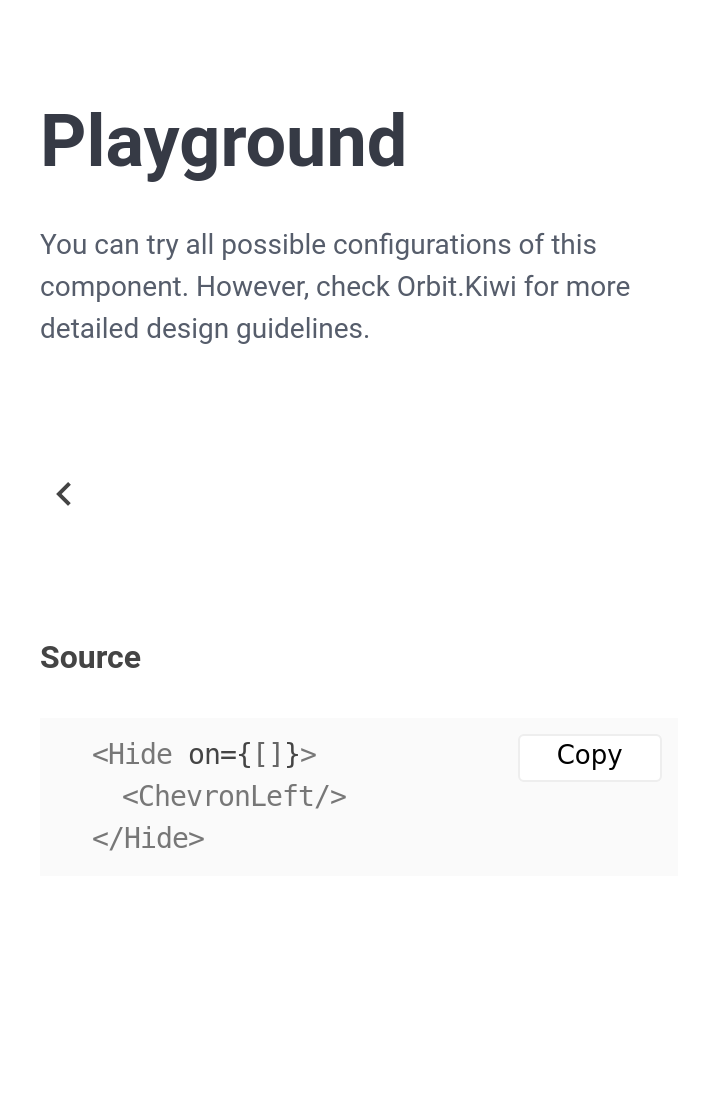 Playground
You can try all possible configurations of this
component. However, check Orbit.Kiwi for more
detailed design guidelines.
Source
<Hide on={[]}>
Copy
<ChevronLeft/>
</Hide>